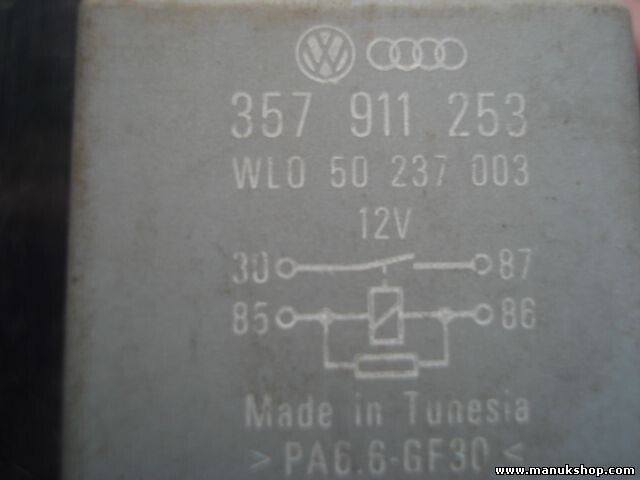 357 911 253
WLO 50 237 003
12V
30 87
85 86
Made in Tunesia
> PA6.6-GF30 <
www.manukshop.com